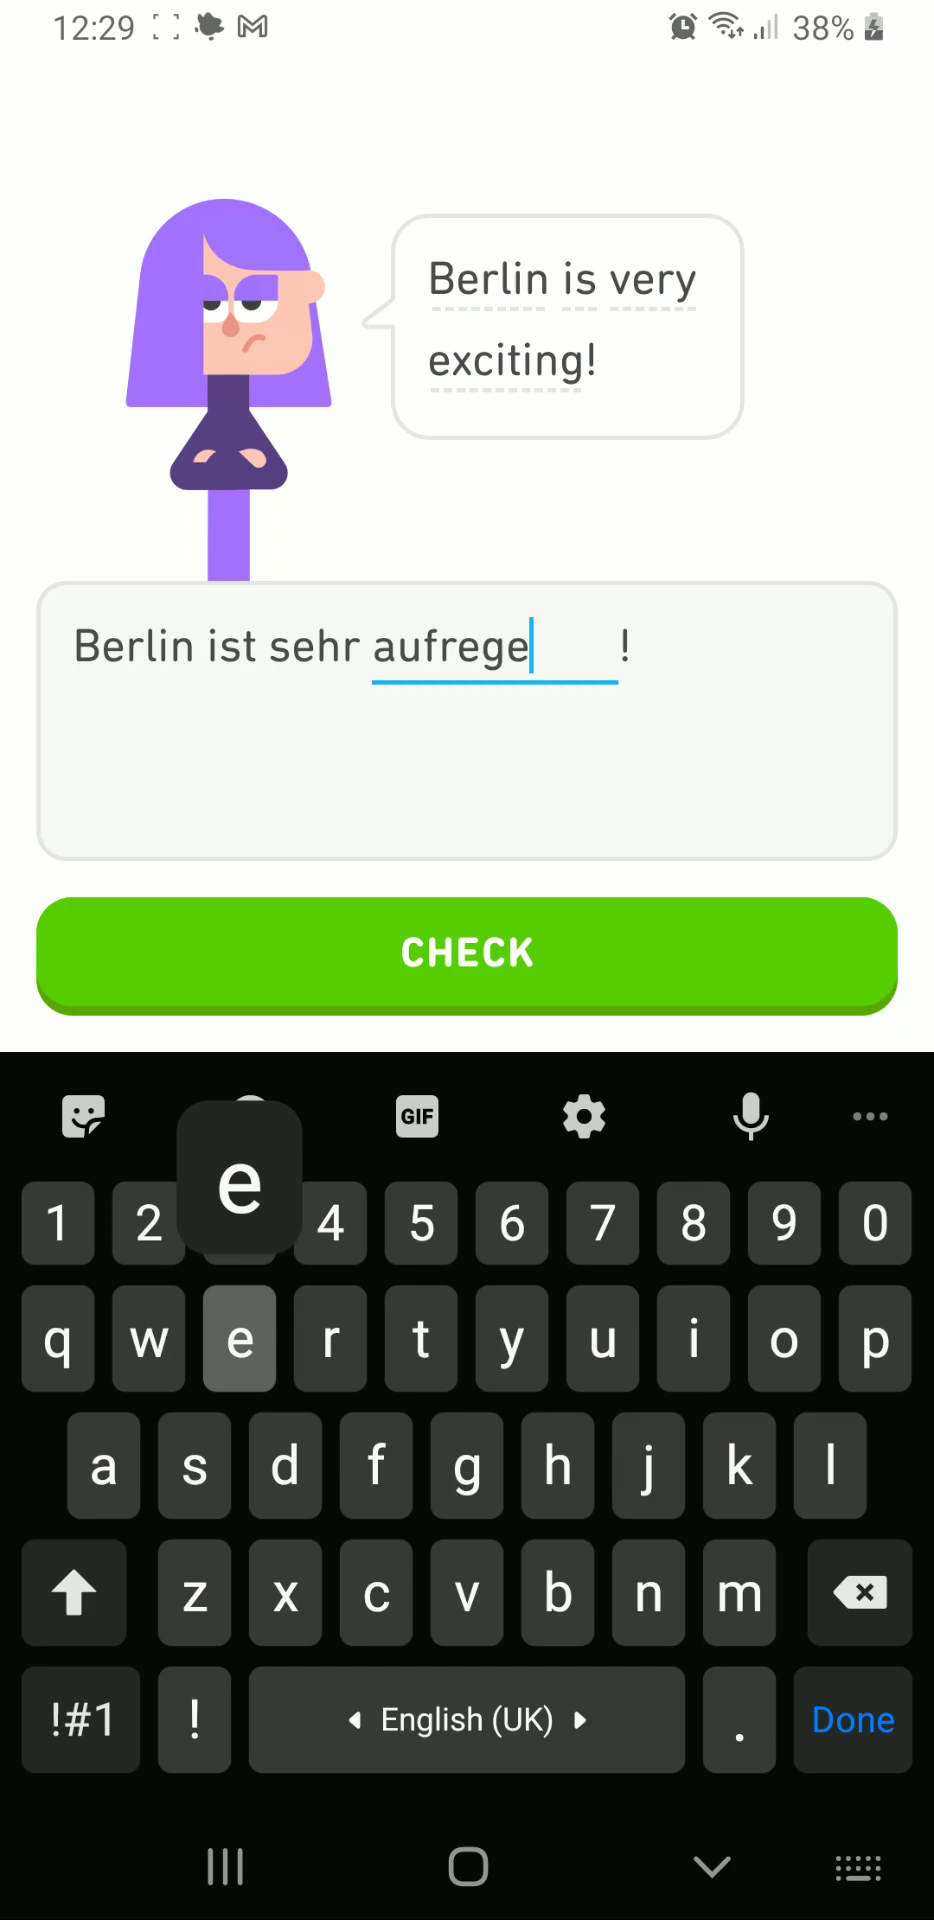 12:29 38%
Berlin is very
exciting!
Berlin ist sehr aufrege !
CHECK
GIF
e
1 2 4 5 6 7 8 9 0
q w e r t y u i o p
a s d f g h j k l
z x c v b n m
!#1 ! English (UK) . Done